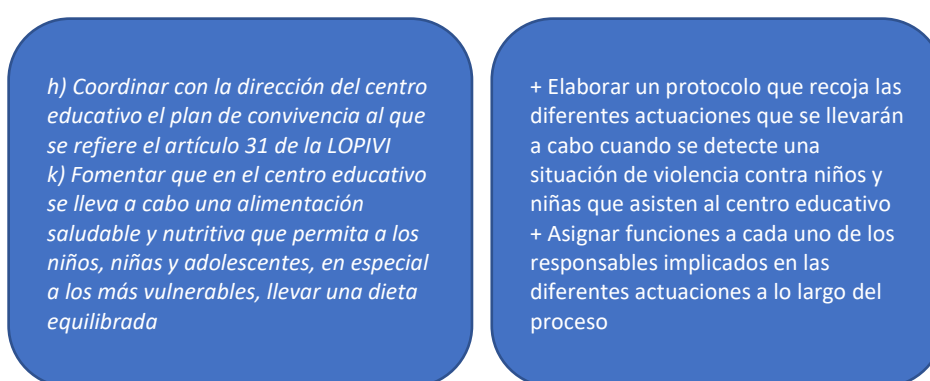 h) Coordinar con la dirección del centro
educativo el plan de convivencia al que
se refiere el artículo 31 de la LOPIVI
k) Fomentar que en el centro educativo
se lleva a cabo una alimentación
saludable y nutritiva que permita a los
niños, niñas y adolescentes, en especial
a los más vulnerables, llevar una dieta
equilibrada
+ Elaborar un protocolo que recoja las
diferentes actuaciones que se llevarán
a cabo cuando se detecte una
situación de violencia contra niños y
niñas que asisten al centro educativo
+ Asignar funciones a cada uno de los
responsables implicados en las
diferentes actuaciones a lo largo del
proceso